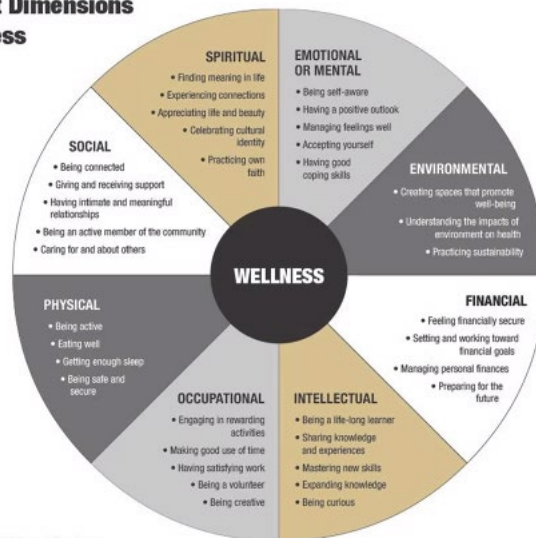 Dimensions
SPIRITUAL
• Finding meaning in life
• Experiencing connections
• Appreciating life and beauty
• Celebrating cultural
identity
• Practicing own
faith
EMOTIONAL
OR MENTAL
• Being self-aware
• Having a positive outlook
• Managing feelings well
• Accepting yourself
• Having good
coping skills
ENVIRONMENTAL
• Creating spaces that promote
well-being
• Understanding the impacts of
environment on health
• Practicing sustainability
FINANCIAL
• Feeling financially secure
• Setting and working toward
financial goals
• Managing personal finances
• Preparing for the
future
INTELLECTUAL
• Being a life-long learner
• Sharing knowledge
and experiences
• Mastering new skills
• Expanding knowledge
• Being curious
OCCUPATIONAL
• Engaging in rewarding
activities
• Making good use of time
• Having satisfying work
• Being a volunteer
• Being creative
PHYSICAL
• Being active
• Eating well
• Getting enough sleep
• Being safe and
secure
SOCIAL
• Being connected
• Giving and receiving support
• Having intimate and meaningful
relationships
• Being an active member of the community
• Caring for and about others
WELLNESS